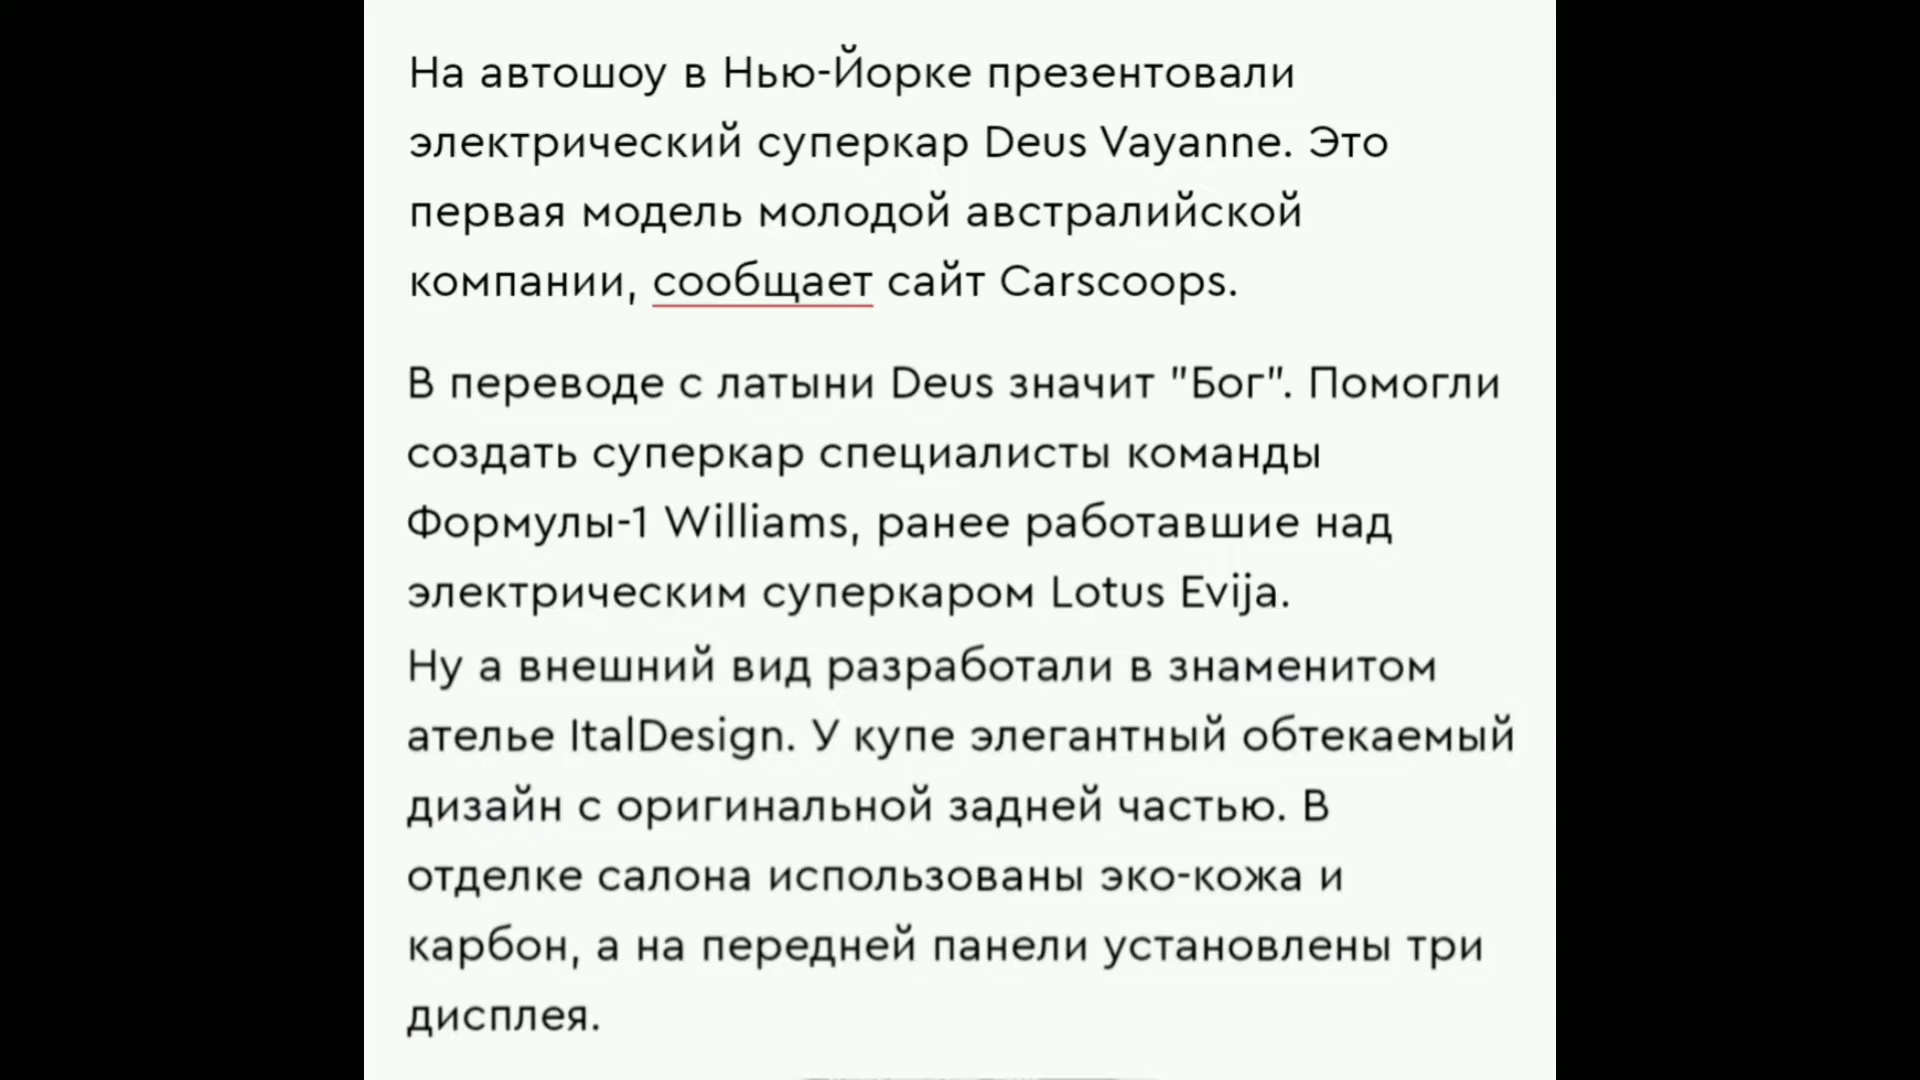 На автошоу в Нью-Йорке презентовали
электрический суперкар Deus Vayanne. Это
первая модель молодой австралийской
компании, сообщает сайт Carscoops.
В переводе с латыни Deus значит "Бог". Помогли
создать суперкар специалисты команды
Формулы-1 Williams, ранее работавшие над
электрическим суперкаром Lotus Evija.
Ну а внешний вид разработали в знаменитом
ателье ItalDesign. У купе элегантный обтекаемый
дизайн с оригинальной задней частью. В
отделке салона использованы эко-кожа и
карбон, а на передней панели установлены три
дисплея.